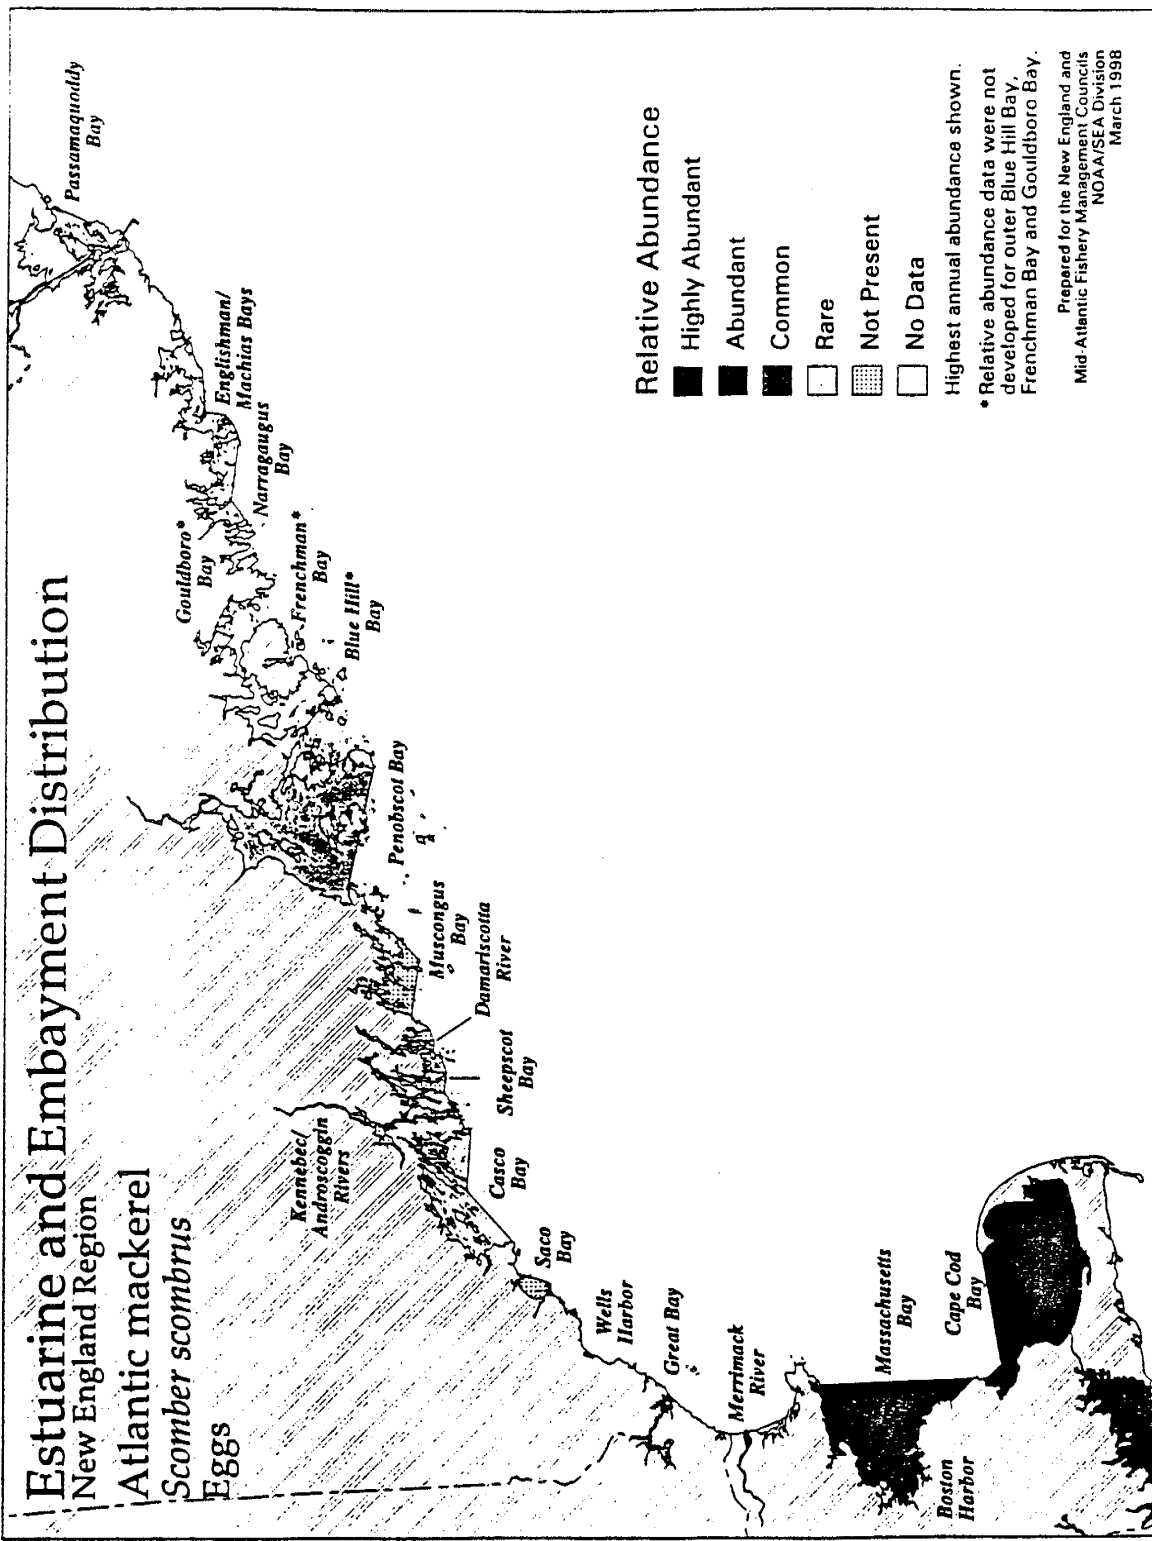 Estuarine and Embayment Distribution
New England Region
Atlantic mackerel
Scomber scombrus
Eggs
Passamaquoddy
Bay
Englishman/
Machias Bays
Narragaugus
Bay
Gouldboro*
Bay
Frenchman*
Bay
Blue Hill*
Bay
Penobscot Bay
Muscongus
Bay
Damariscotta
River
Sheepscot
Bay
Kennebec/
Androscoggin
Rivers
Casco
Bay
Saco
Bay
Wells
Harbor
Great Bay
Merrimack
River
Massachusetts
Bay
Cape Cod
Bay
Boston
Harbor
Relative Abundance
Highly Abundant
Abundant
Common
Rare
Not Present
No Data
Highest annual abundance shown.
* Relative abundance data were not
developed for outer Blue Hill Bay,
Frenchman Bay and Gouldboro Bay.
Prepared for the New England and
Mid-Atlantic Fishery Management Councils
NOAA/SEA Division
March 1998